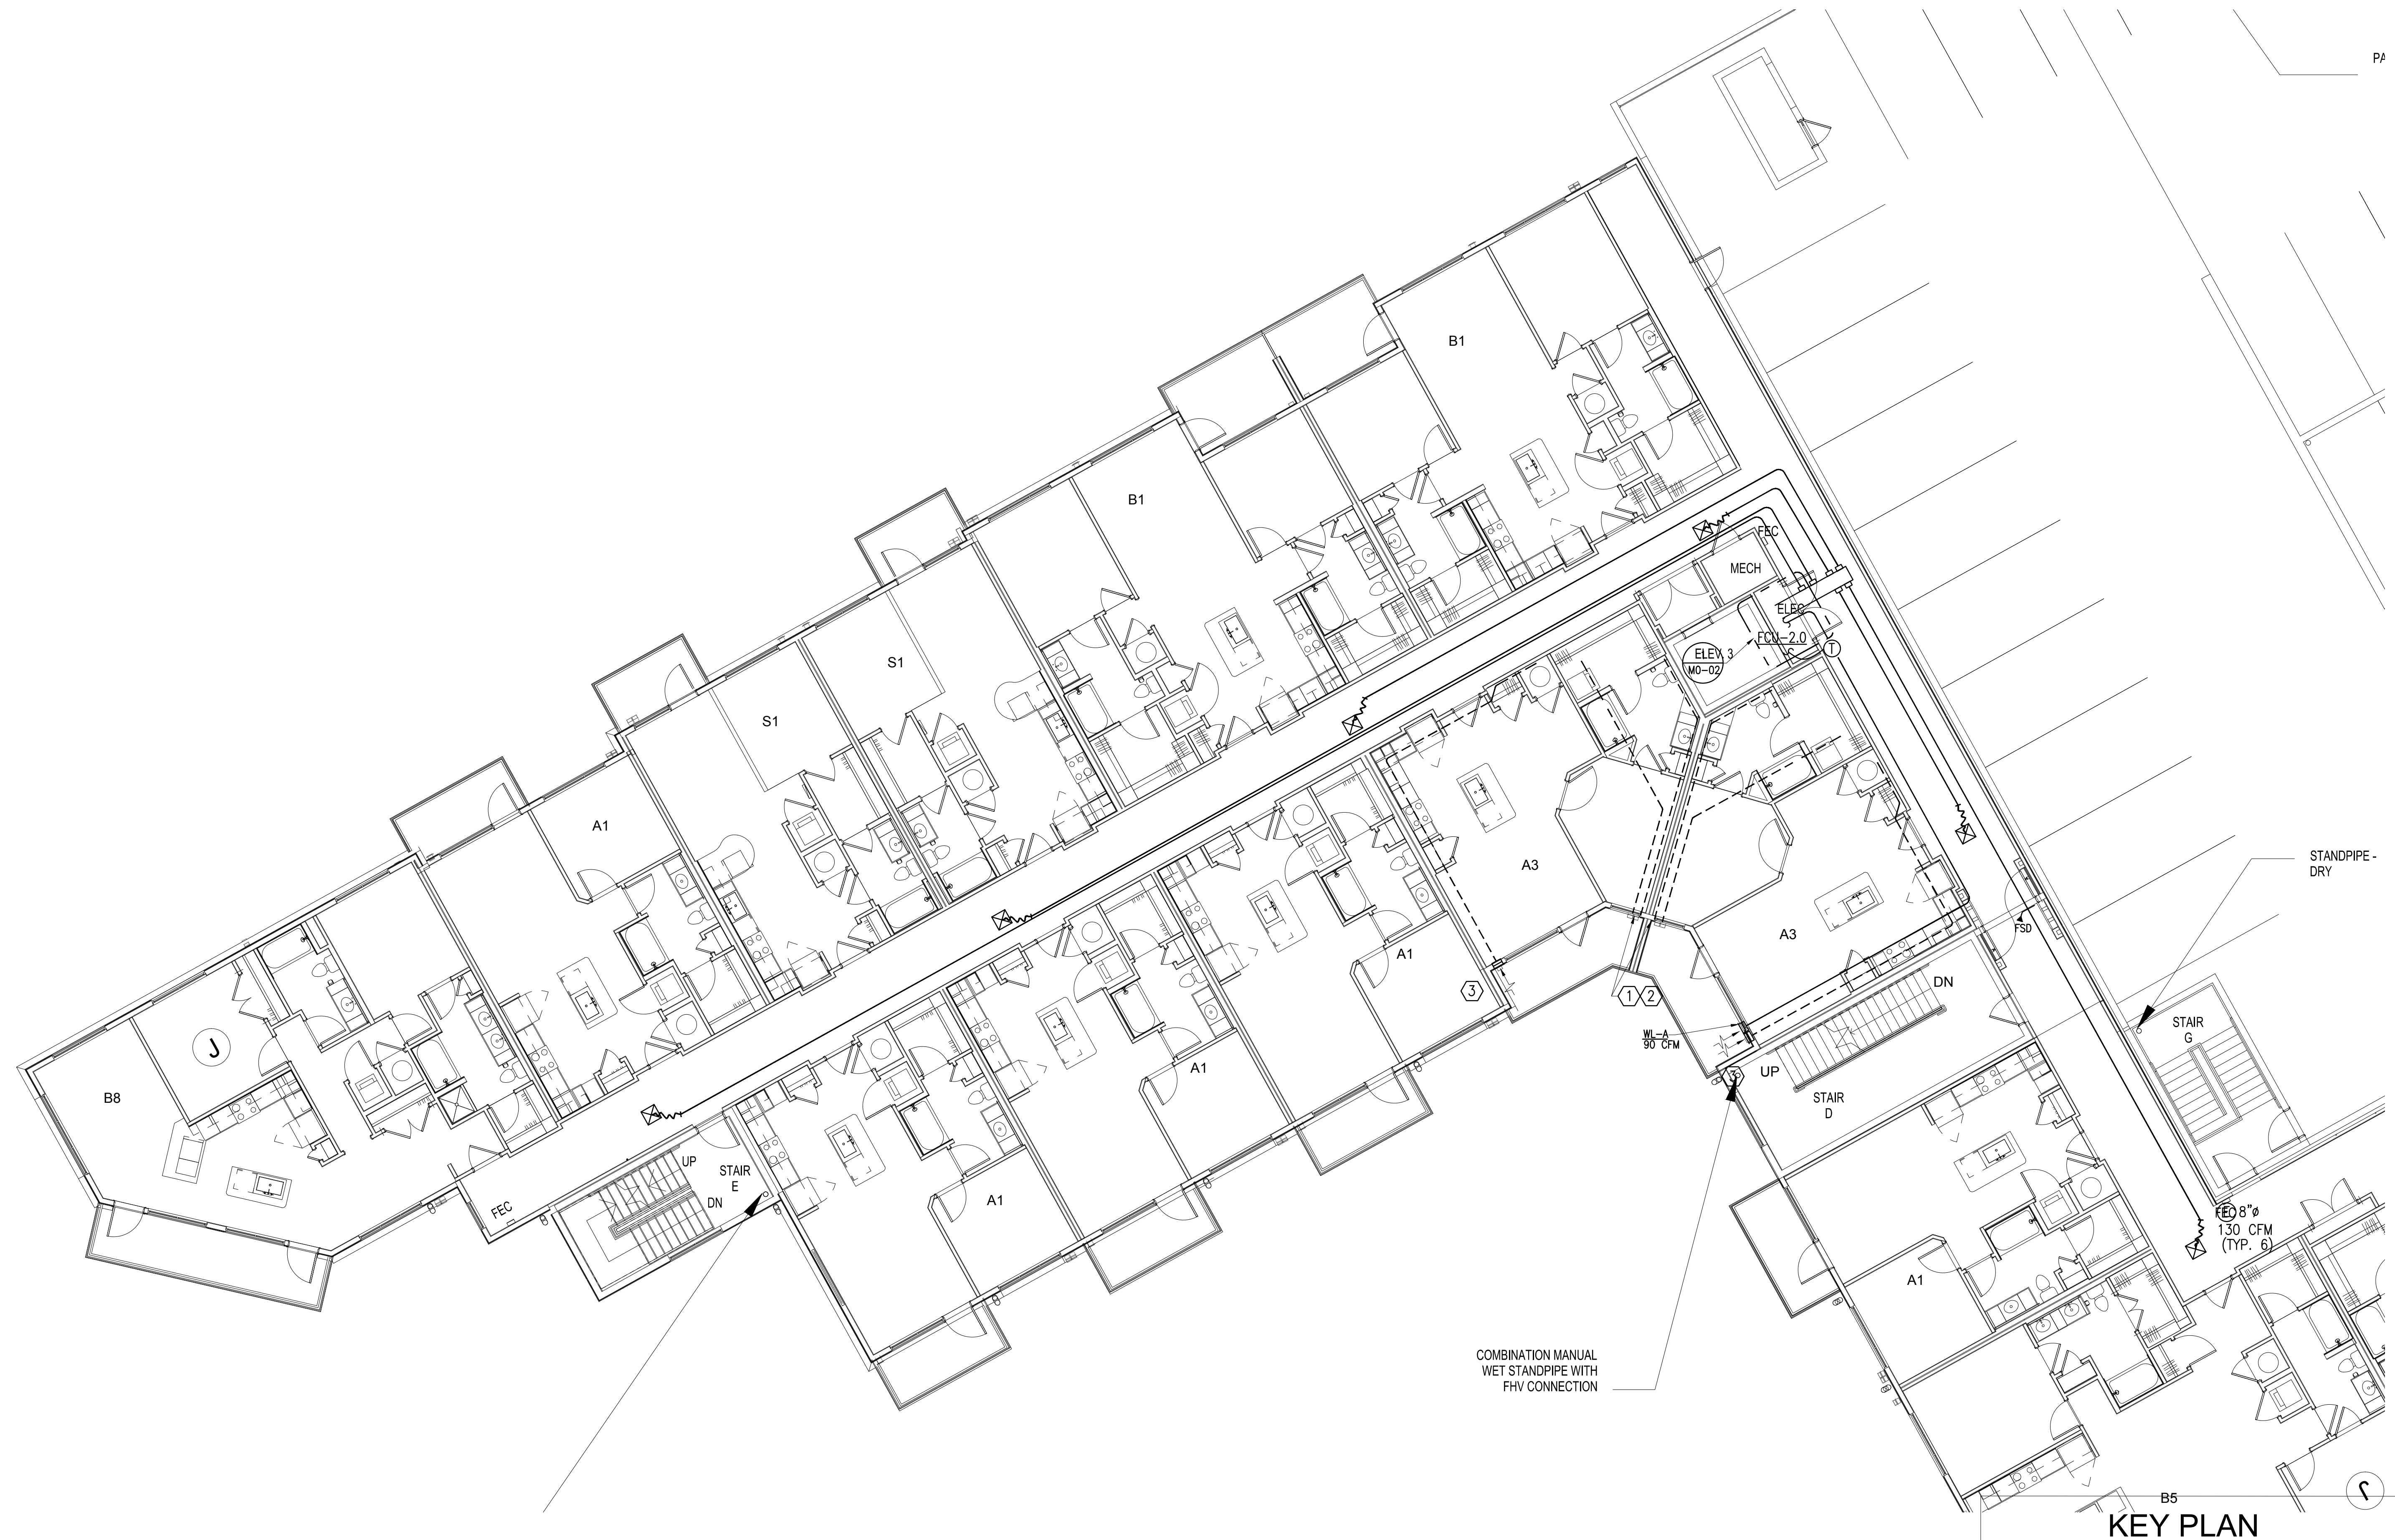 PA
B1
B1
FEC
MECH
ELEC
FCU-2.0
-C
T
ELEV. 3
M0-02
S1
S1
A1
A3
STANDPIPE -
DRY
FSD
A3
A1
DN
3
1
2
STAIR
G
WL-A
90 CFM
J
B8
A1
3
UP
STAIR
D
UP
STAIR
E
DN
A1
FEC
FEC
8"ø
130 CFM
(TYP. 6)
A1
COMBINATION MANUAL
WET STANDPIPE WITH
FHV CONNECTION
B5
KEY PLAN